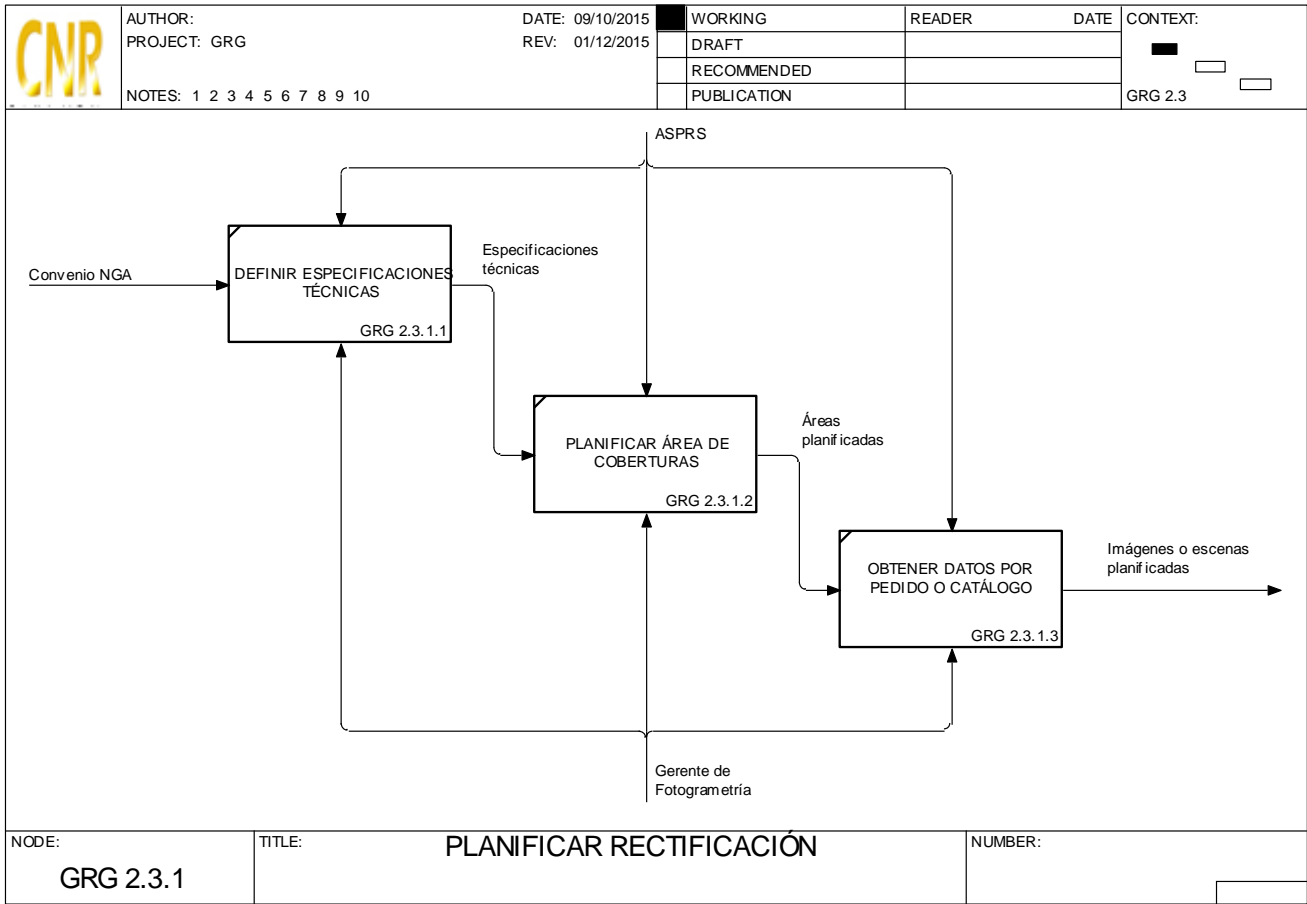 CNR
AUTHOR:
DATE: 09/10/2015
PROJECT: GRG
REV: 01/12/2015
NOTES: 1 2 3 4 5 6 7 8 9 10
WORKING
DRAFT
RECOMMENDED
PUBLICATION
READER DATE
CONTEXT:
GRG 2.3
ASPRS
Convenio NGA
DEFINIR ESPECIFICACIONES
TÉCNICAS
GRG 2.3.1.1
Especificaciones
técnicas
PLANIFICAR ÁREA DE
COBERTURAS
GRG 2.3.1.2
Áreas
planificadas
OBTENER DATOS POR
PEDIDO O CATÁLOGO
GRG 2.3.1.3
Imágenes o escenas
planificadas
Gerente de
Fotogrametría
NODE:
GRG 2.3.1
TITLE:
PLANIFICAR RECTIFICACIÓN
NUMBER: